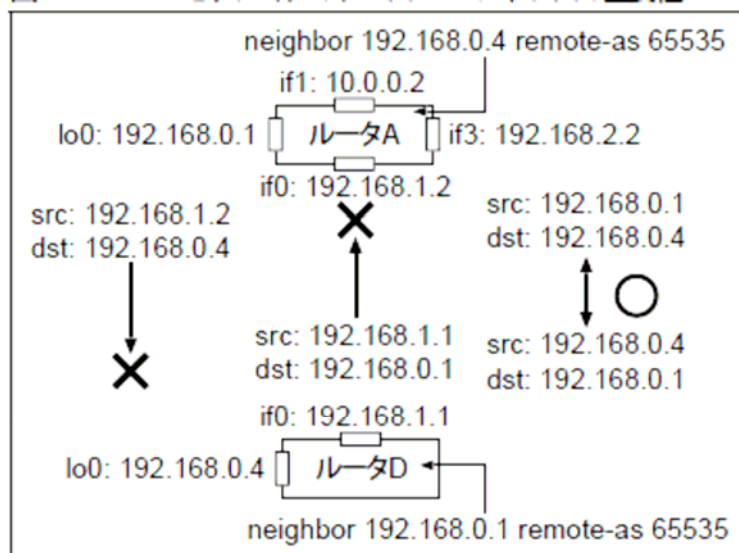 neighbor 192.168.0.4 remote-as 65535
if1: 10.0.0.2
lo0: 192.168.0.1
ルータA
if3: 192.168.2.2
if0: 192.168.1.2
src: 192.168.1.2
dst: 192.168.0.4
src: 192.168.0.1
dst: 192.168.0.4
src: 192.168.1.1
dst: 192.168.0.1
src: 192.168.0.4
dst: 192.168.0.1
if0: 192.168.1.1
lo0: 192.168.0.4
ルータD
neighbor 192.168.0.1 remote-as 65535